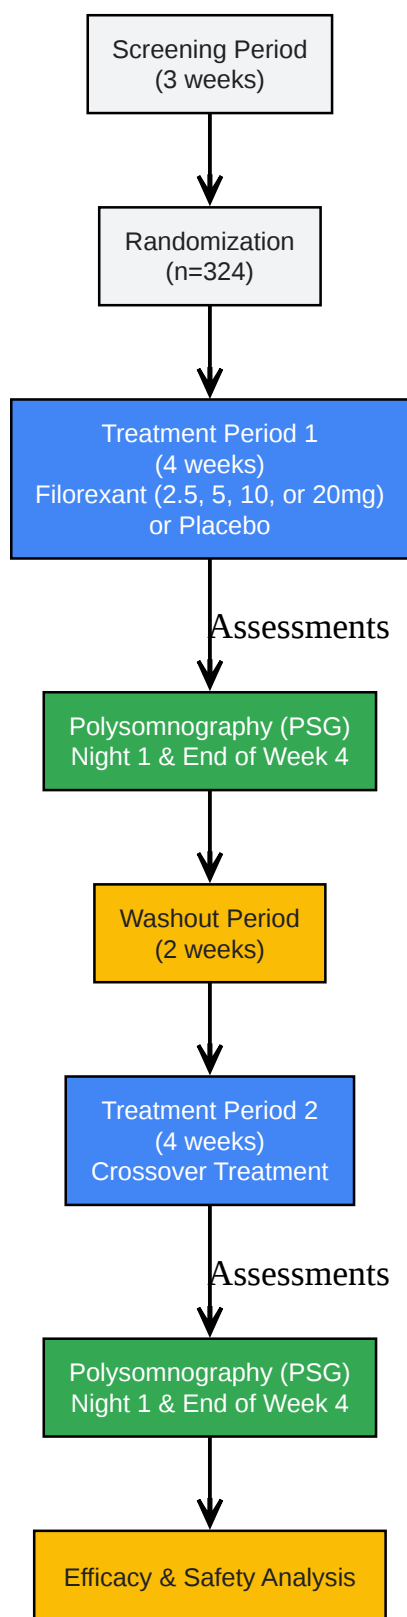 Screening Period
(3 weeks)
Randomization
(n=324)
Treatment Period 1
(4 weeks)
Filorexant (2.5, 5, 10, or 20mg)
or Placebo
Assessments
Polysomnography (PSG)
Night 1 & End of Week 4
Washout Period
(2 weeks)
Treatment Period 2
(4 weeks)
Crossover Treatment
Assessments
Polysomnography (PSG)
Night 1 & End of Week 4
Efficacy & Safety Analysis